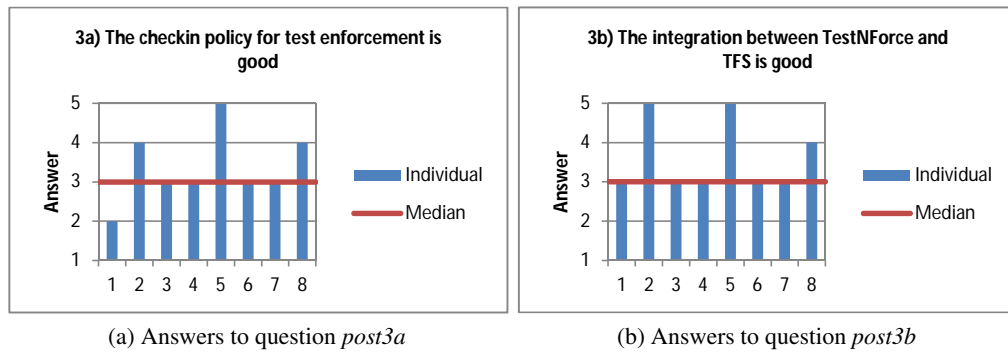 3a) The checkin policy for test enforcement is
good
5
4
3
2
1
Answer
1 2 3 4 5 6 7 8
Individual
Median
(a) Answers to question post3a
3b) The integration between TestNForce and
TFS is good
5
4
3
2
1
Answer
1 2 3 4 5 6 7 8
Individual
Median
(b) Answers to question post3b